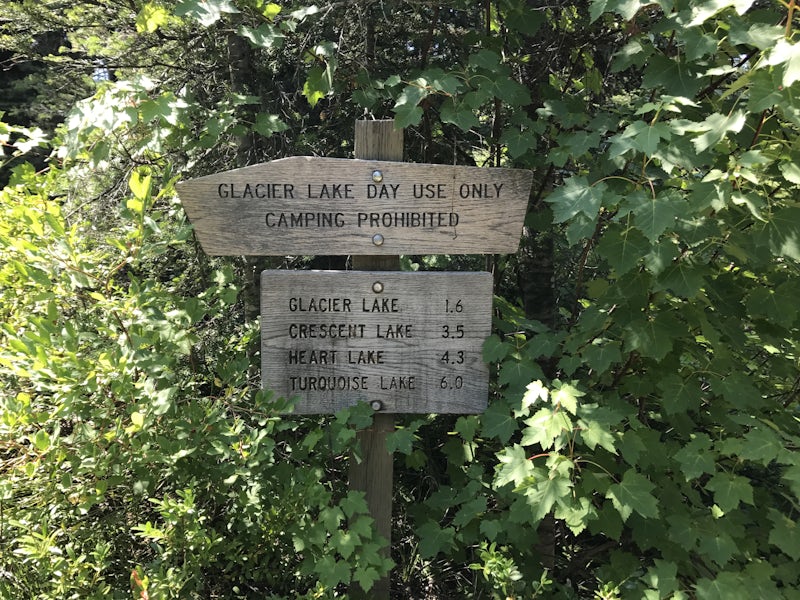 GLACIER LAKE DAY USE ONLY
CAMPING PROHIBITED
GLACIER LAKE 1.6
CRESCENT LAKE 3.5
HEART LAKE 4.3
TURQUOISE LAKE 6.0